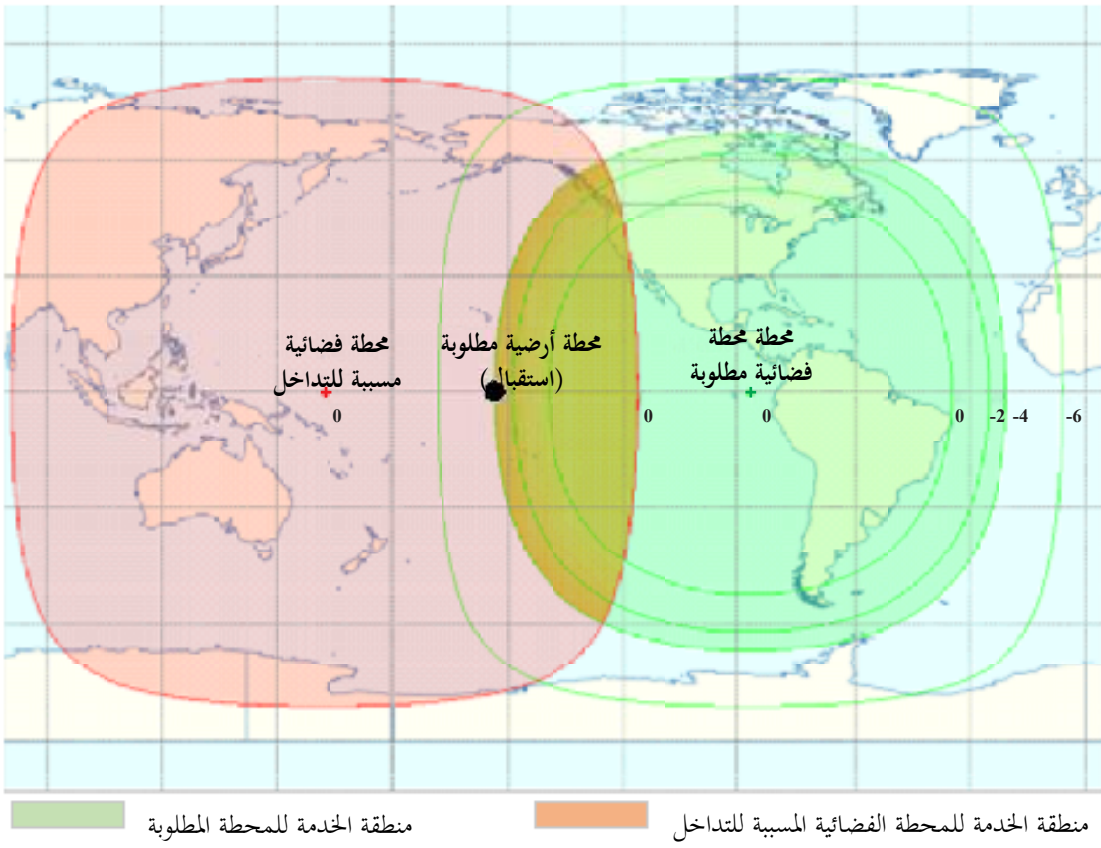 محطة محطة
فضائية مطلوبة
محطة أرضية مطلوبة
(استقبال)
محطة فضائية
مسببة للتداخل
0
0
0
0
-2
-4
-6
منطقة الخدمة للمحطة الفضائية المسببة للتداخل
منطقة الخدمة للمحطة المطلوبة